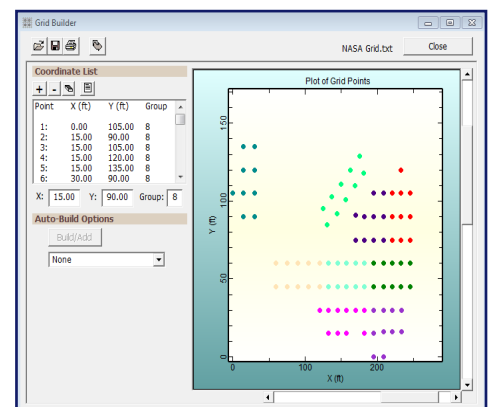 Grid Builder
NASA Grid.txt
Close
Coordinate List
+ -
Point X (ft) Y (ft) Group
1: 0.00 105.00 8
2: 15.00 90.00 8
3: 15.00 105.00 8
4: 15.00 120.00 8
5: 15.00 135.00 8
6: 30.00 90.00 8
X: 15.00 Y: 90.00 Group: 8
Auto-Build Options
Build/Add
None
Plot of Grid Points
150
100
50
0
Y (ft)
0 100 200
X (ft)